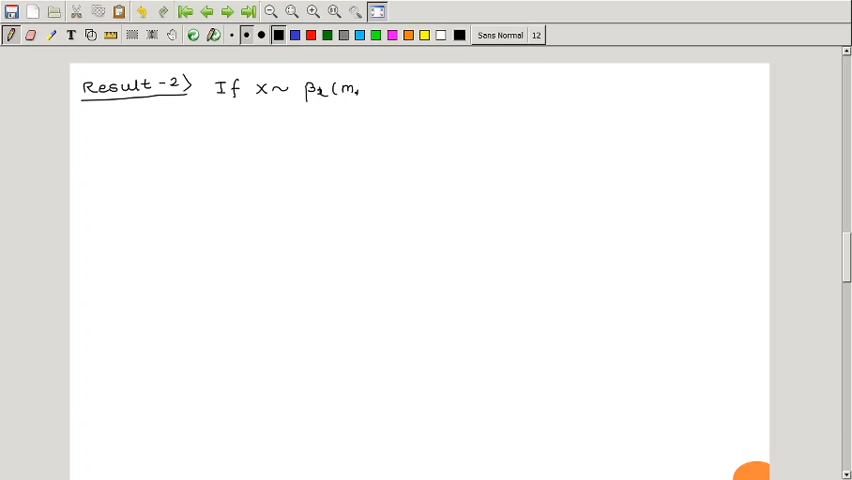 Sans Normal 12
Result-2) If X ~ β₂(m,